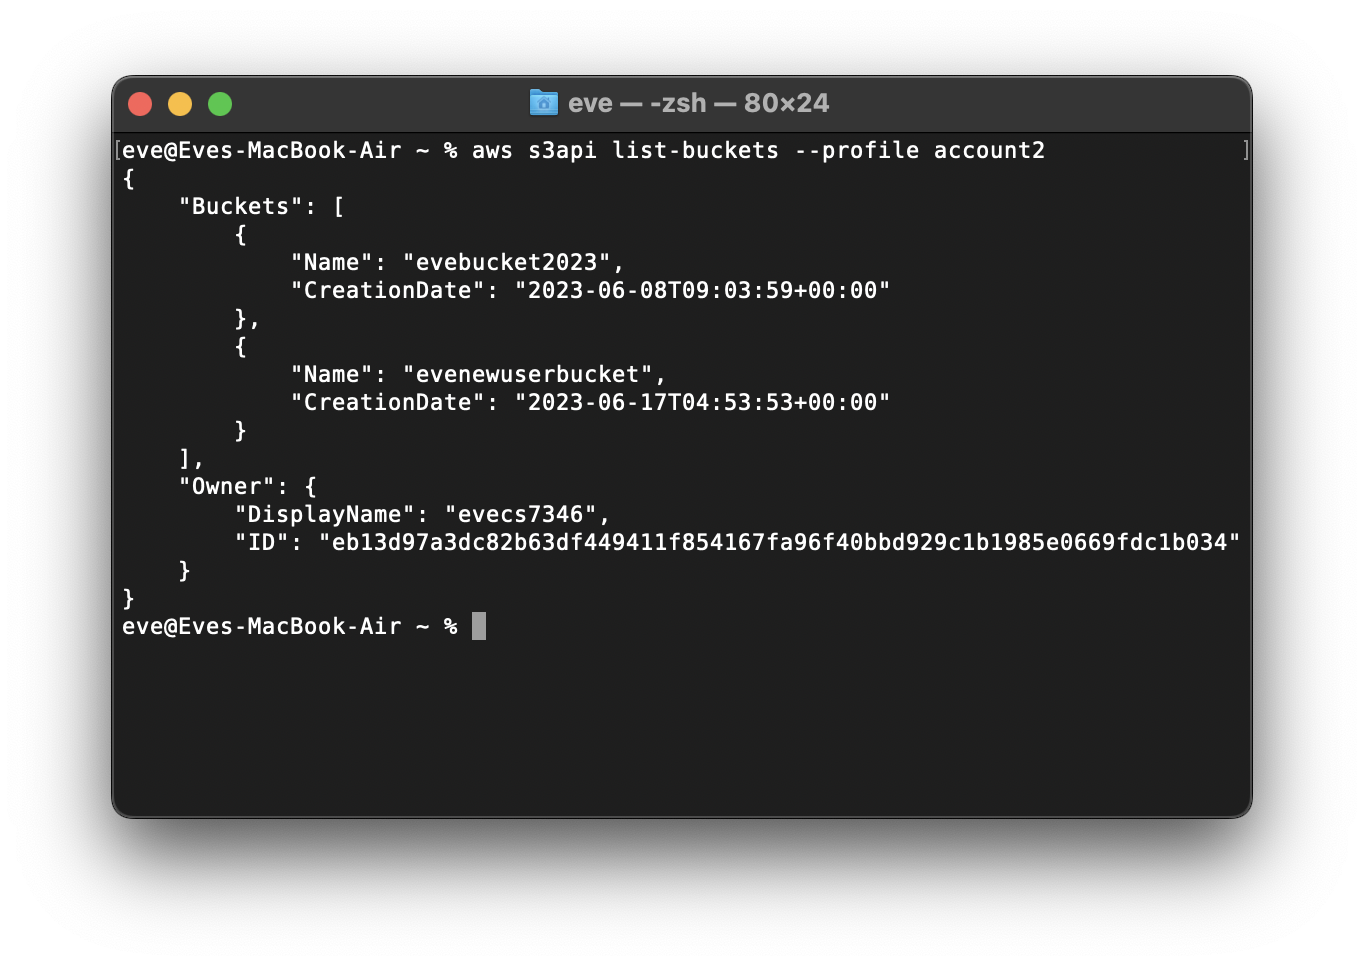 eve — -zsh — 80×24
[eve@Eves-MacBook-Air ~ % aws s3api list-buckets --profile account2 ]
{
    "Buckets": [
        {
            "Name": "evebucket2023",
            "CreationDate": "2023-06-08T09:03:59+00:00"
        },
        {
            "Name": "evenewuserbucket",
            "CreationDate": "2023-06-17T04:53:53+00:00"
        }
    ],
    "Owner": {
        "DisplayName": "evecs7346",
        "ID": "eb13d97a3dc82b63df449411f854167fa96f40bbd929c1b1985e0669fdc1b034"
    }
}
eve@Eves-MacBook-Air ~ %